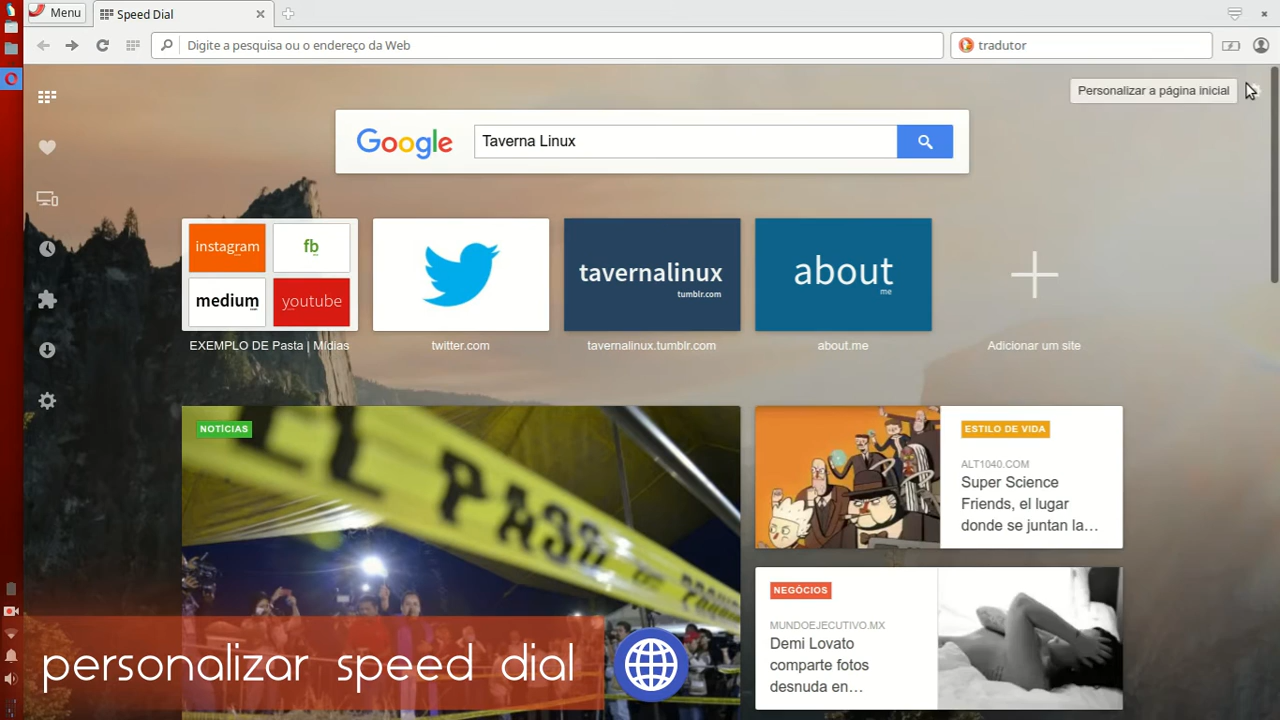 Menu
Speed Dial
Digite a pesquisa ou o endereço da Web
tradutor
Personalizar a página inicial
Google
Taverna Linux
instagram
fb
medium
youtube
tavernalinux
tumblr.com
about
me
EXEMPLO DE Pasta | Mídias
twitter.com
tavernalinux.tumblr.com
about.me
Adicionar um site
NOTÍCIAS
EL PASO
ESTILO DE VIDA
ALT1040.COM
Super Science
Friends, el lugar
donde se juntan la…
NEGÓCIOS
MUNDOEJECUTIVO.MX
Demi Lovato
comparte fotos
desnuda en…
personalizar speed dial